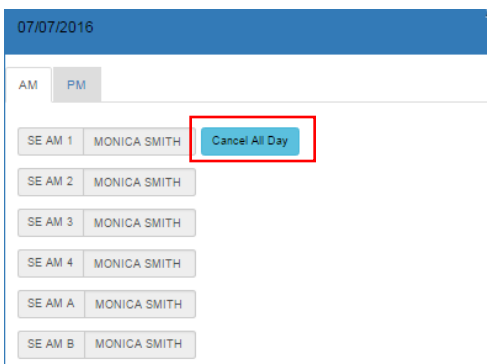 07/07/2016
AM PM
SE AM 1 MONICA SMITH Cancel All Day
SE AM 2 MONICA SMITH
SE AM 3 MONICA SMITH
SE AM 4 MONICA SMITH
SE AM A MONICA SMITH
SE AM B MONICA SMITH